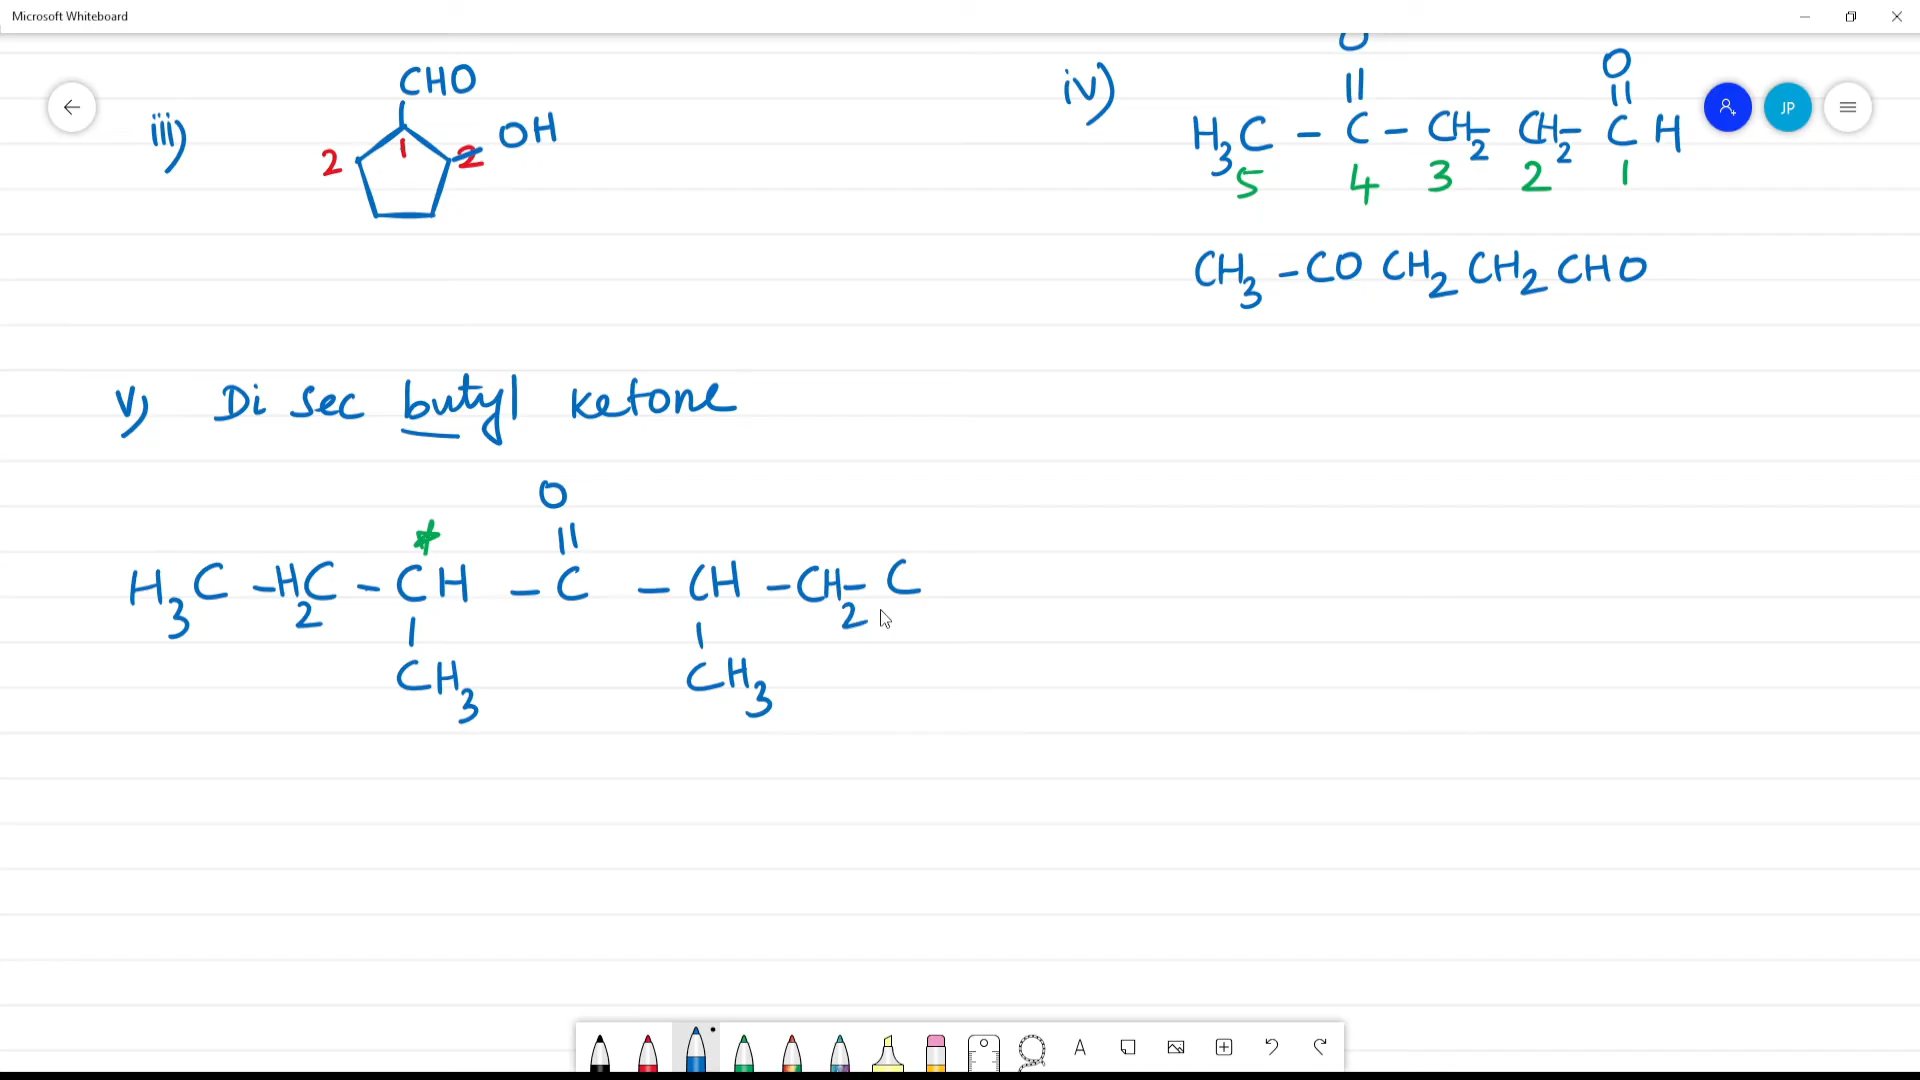 Microsoft Whiteboard
iii)
CHO
OH
2 1 2
iv)
O O
H3C – C – CH2– CH2– C H
5 4 3 2 1
CH3 – CO CH2 CH2 CHO
JP
v) Di sec butyl ketone
O
*
H3C – H2C – CH – C – CH – CH2– C
CH3 CH3
A